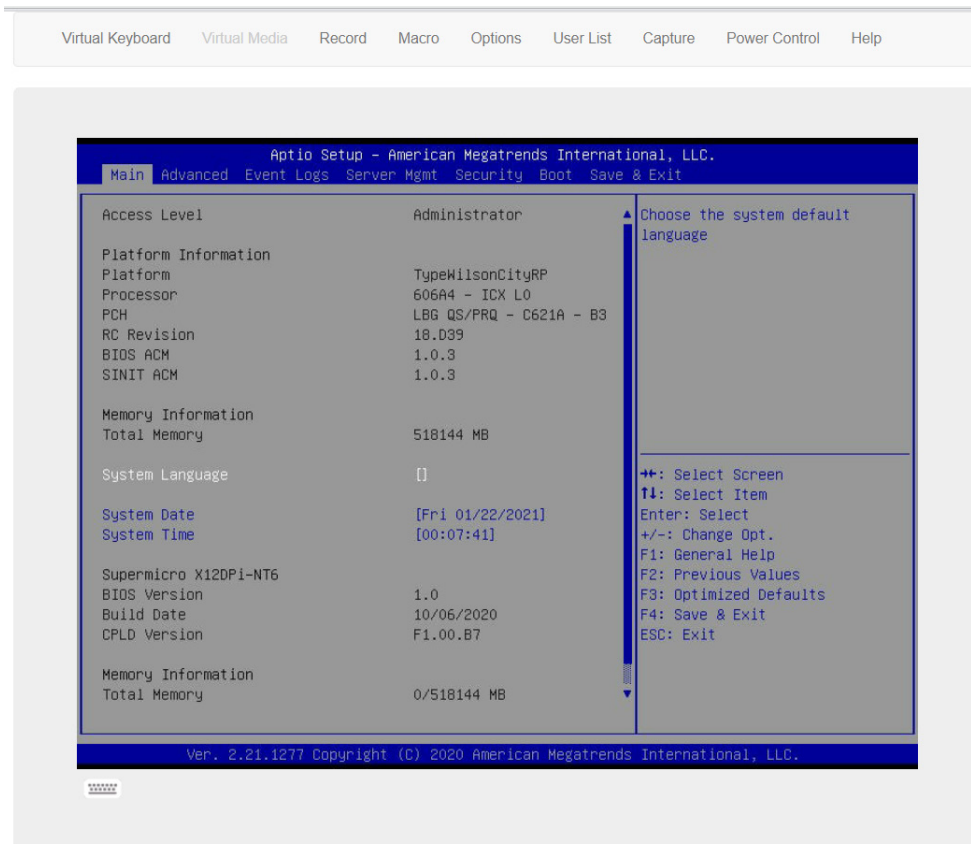 Virtual Keyboard Virtual Media Record Macro Options User List Capture Power Control Help
Aptio Setup – American Megatrends International, LLC.
Main Advanced Event Logs Server Mgmt Security Boot Save & Exit
Access Level Administrator
Platform Information
Platform TypeWilsonCityRP
Processor 606A4 - ICX L0
PCH LBG QS/PRQ - C621A - B3
RC Revision 18.D39
BIOS ACM 1.0.3
SINIT ACM 1.0.3
Memory Information
Total Memory 518144 MB
System Language []
System Date [Fri 01/22/2021]
System Time [00:07:41]
Supermicro X12DPi-NT6
BIOS Version 1.0
Build Date 10/06/2020
CPLD Version F1.00.B7
Memory Information
Total Memory 0/518144 MB
Choose the system default
language
→←: Select Screen
↑↓: Select Item
Enter: Select
+/-: Change Opt.
F1: General Help
F2: Previous Values
F3: Optimized Defaults
F4: Save & Exit
ESC: Exit
Ver. 2.21.1277 Copyright (C) 2020 American Megatrends International, LLC.